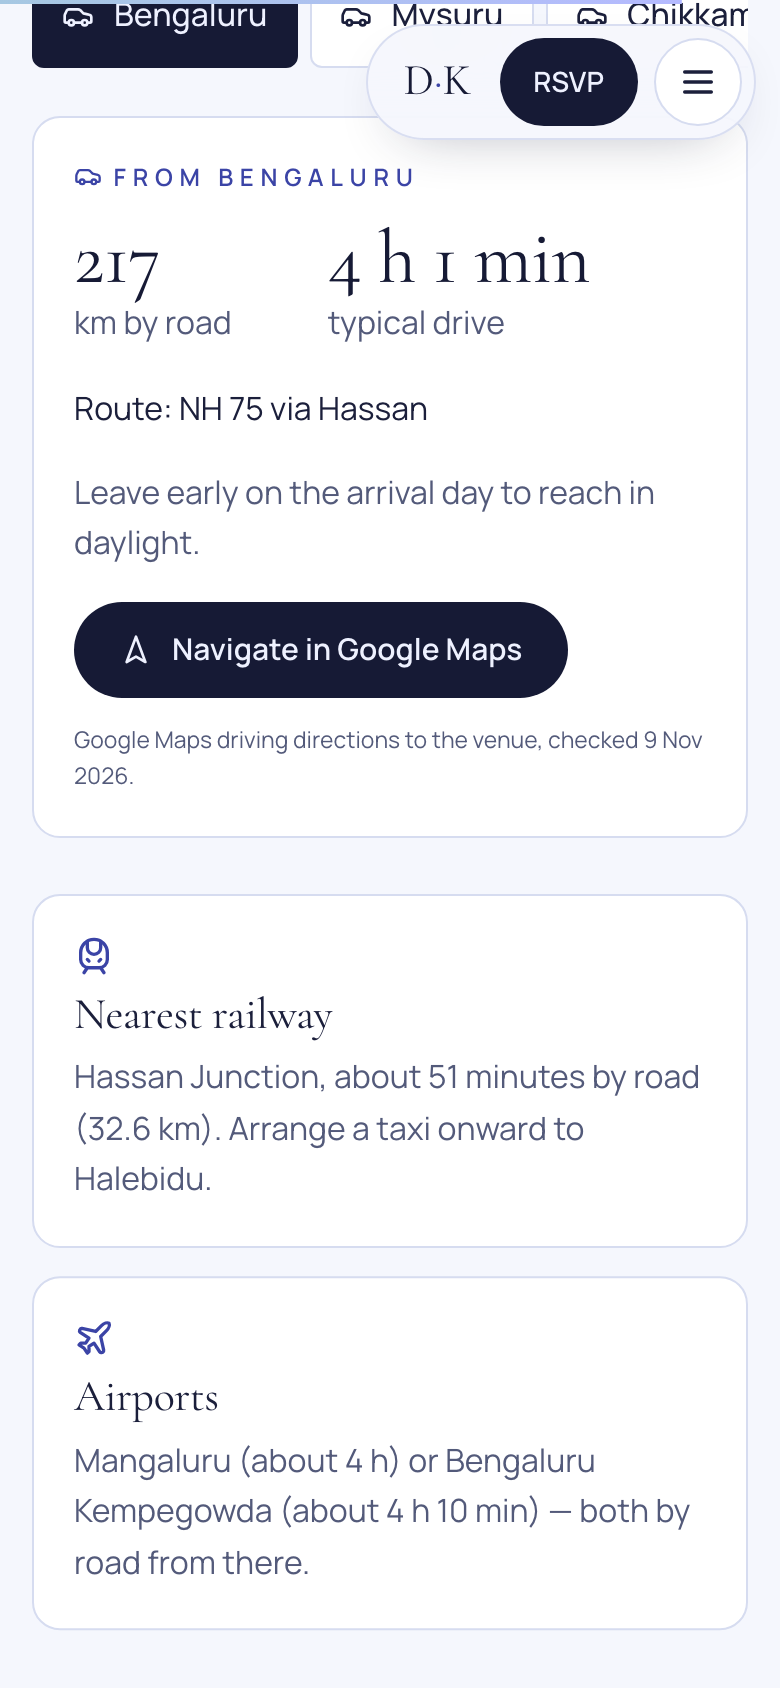 Bengaluru
Mysuru
Chikkam
D·K
RSVP
FROM BENGALURU
217
4 h 1 min
km by road
typical drive
Route: NH 75 via Hassan
Leave early on the arrival day to reach in
daylight.
Navigate in Google Maps
Google Maps driving directions to the venue, checked 9 Nov
2026.
Nearest railway
Hassan Junction, about 51 minutes by road
(32.6 km). Arrange a taxi onward to
Halebidu.
Airports
Mangaluru (about 4 h) or Bengaluru
Kempegowda (about 4 h 10 min) — both by
road from there.